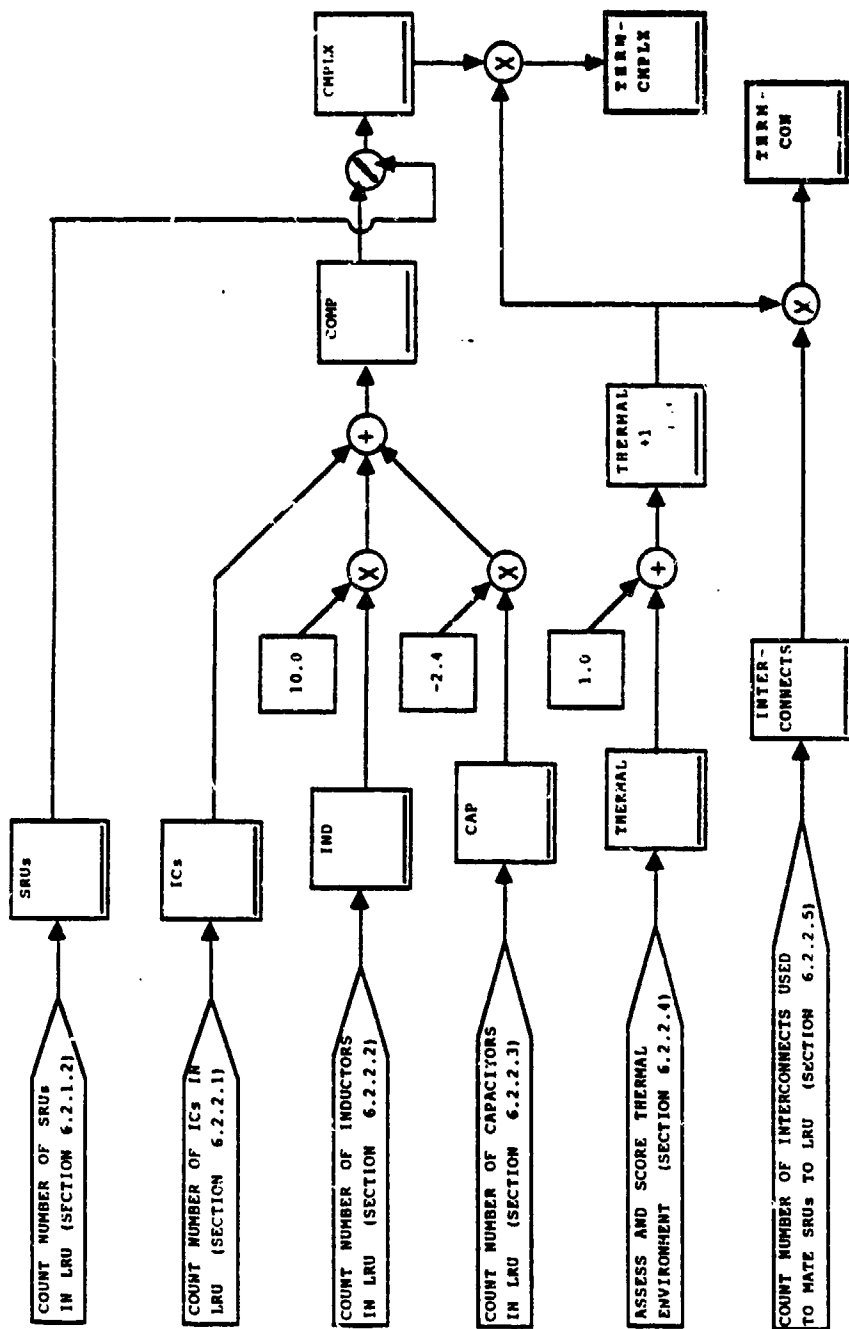 COUNT NUMBER OF SRUs
IN LRU (SECTION 6.2.1.2)
SRUs
COUNT NUMBER OF ICs IN
LRU (SECTION 6.2.2.1)
ICs
COUNT NUMBER OF INDUCTORS
IN LRU (SECTION 6.2.2.2)
IND
10.0
X
COUNT NUMBER OF CAPACITORS
IN LRU (SECTION 6.2.2.3)
CAP
-2.4
X
+
COMP
/
CMPLX
X
TERM-
CMPLX
ASSESS AND SCORE THERMAL
ENVIRONMENT (SECTION 6.2.2.4)
THERMAL
1.0
+
THERMAL
+1
COUNT NUMBER OF INTERCONNECTS USED
TO MATE SRUs TO LRU (SECTION 6.2.2.5)
INTER-
CONNECTS
X
TERM-
CON